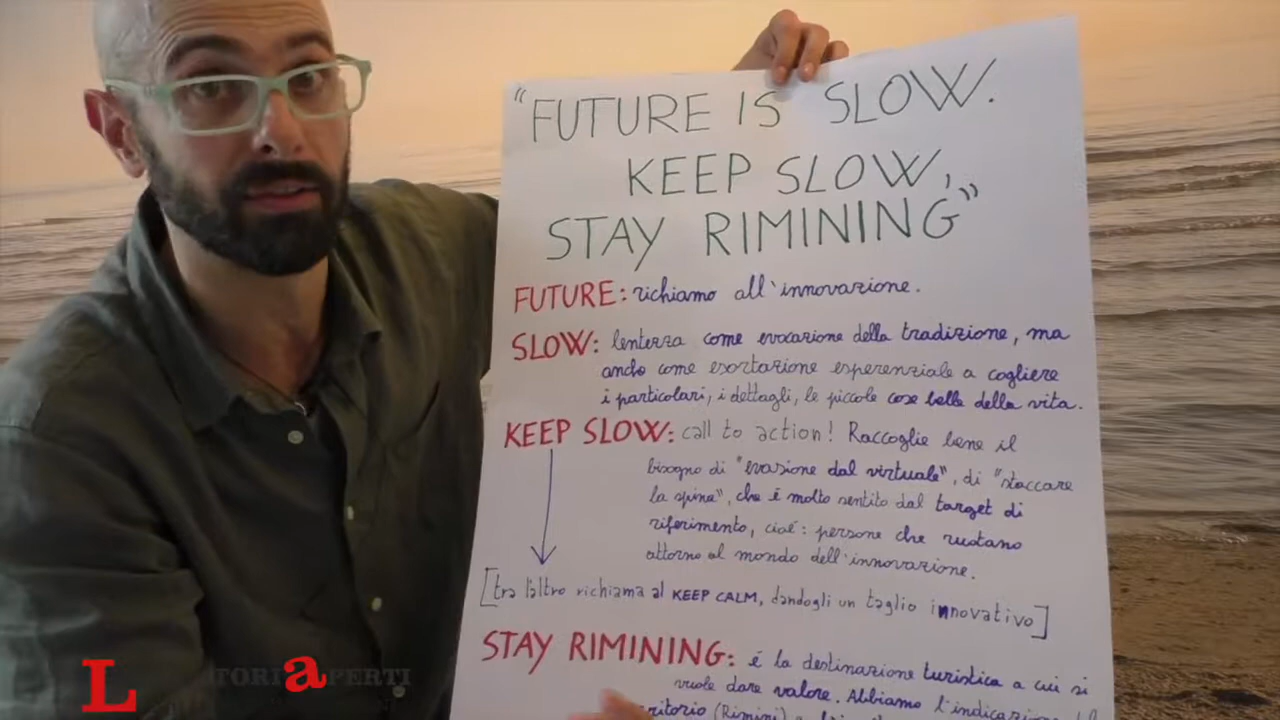 "FUTURE IS SLOW.
KEEP SLOW,
STAY RIMINING"
FUTURE: richiamo all'innovazione.
SLOW: lentezza come evocazione della tradizione, ma
anche come esortazione esperenziale a cogliere
i particolari, i dettagli, le piccole cose belle della vita.
KEEP SLOW: call to action! Raccoglie bene il
bisogno di "evasione dal virtuale", di "staccare
la spina", che é molto sentito dal target di
riferimento, cioé: persone che ruotano
attorno al mondo dell'innovazione.
[tra l'altro richiama al KEEP CALM, dandogli un taglio innovativo]
STAY RIMINING: é la destinazione turistica a cui si
vuole dare valore. Abbiamo l'indicazione
(Rimini)
L TORI APERTI